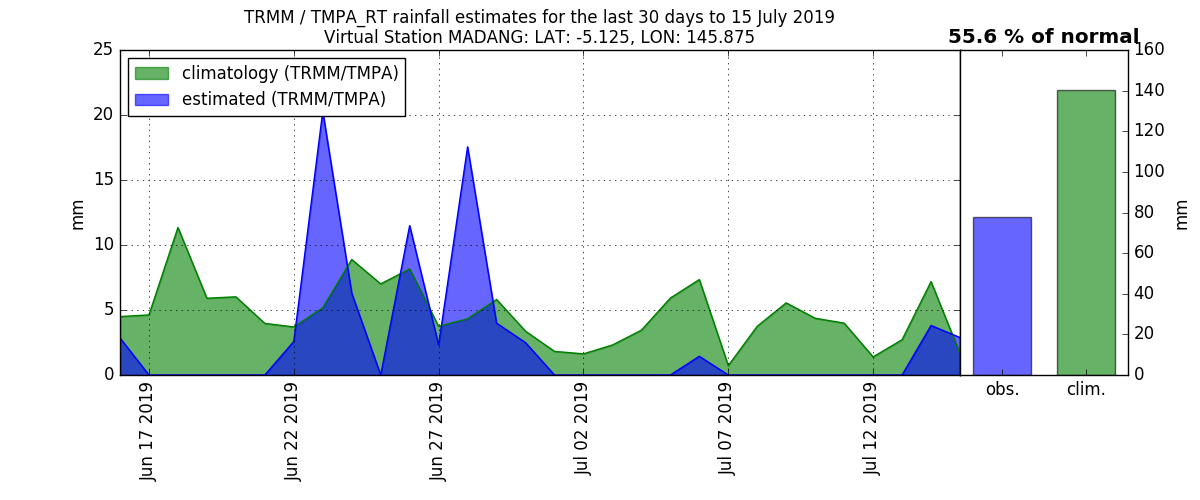 TRMM / TMPA_RT rainfall estimates for the last 30 days to 15 July 2019
Virtual Station MADANG: LAT: -5.125, LON: 145.875
55.6 % of normal
climatology (TRMM/TMPA)
estimated (TRMM/TMPA)
mm
25
20
15
10
5
0
Jun 17 2019
Jun 22 2019
Jun 27 2019
Jul 02 2019
Jul 07 2019
Jul 12 2019
obs.
clim.
160
140
120
100
80
60
40
20
0
mm